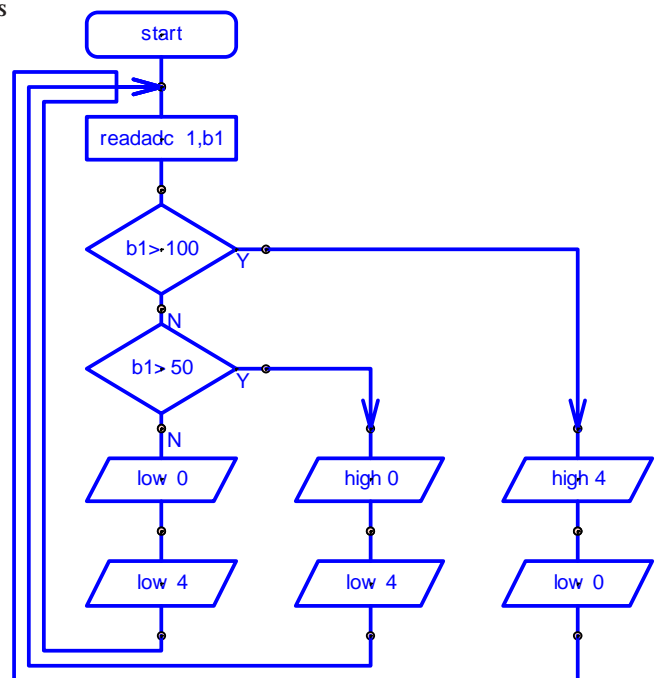 s
start
readadc 1,b1
b1> 100
Y
N
b1> 50
Y
N
low 0
high 0
high 4
low 4
low 4
low 0